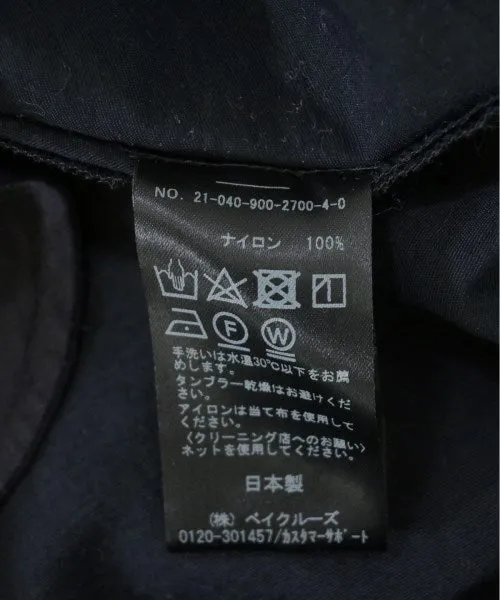 NO. 21-040-900-2700-4-0
ナイロン 100%
F W
手洗いは水温30℃以下をお薦
めします。
タンブラー乾燥はお避けくだ
さい。
アイロンは当て布を使用して
ください。
〈クリーニング店へのお願い〉
ネットを使用してください。
日本製
(株) ベイクルーズ
0120-301457/カスタマーサポート